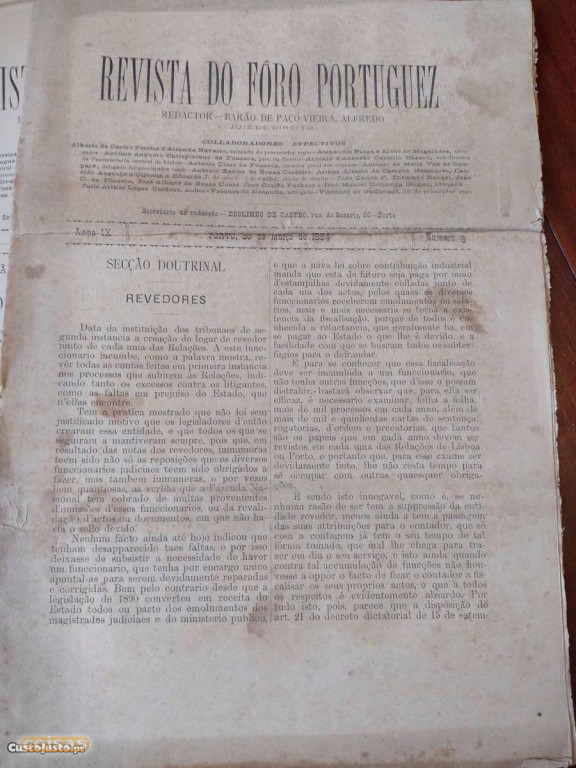 REVISTA DO FÔRO PORTUGUEZ
REDACTOR—BARÃO DE PAÇO-VIEIRA, ALFREDO
JUIZ DE DIREITO
COLLABORADORES EFFECTIVOS
Secretario da redacção— DEOLINDO DE CASTRO, rua do Rosario,
Anno IX
PORTO, de Março de
Numero
SECÇÃO DOUTRINAL
REVEDORES
Data da instituição dos tribunaes de se-
gunda instancia a creação do logar de revedor
junto de cada uma das Relações. A este func-
cionario incumbe, como a palavra mostra, re-
vêr todas as contas feitas em primeira instancia
nos processos que subirem ás Relações, indi-
cando tanto os excessos contra os litigantes,
como as faltas em prejuiso do Estado, que
n'ellas encontre.
Tem a pratica mostrado que não foi sem
justificado motivo que os legisladores d'então
crearam essa entidade, e que todos os que se
seguiram a mantiveram sempre, pois que, em
resultado das notas dos revedores, innumeras
teem sido não só as reposições que os diversos
funccionarios judiciaes teem sido obrigados a
fazer, mas tambem innumeras, e por vezes
bem quantiosas, as verbas que a Fazenda Na-
cional tem cobrado de multas provenientes
d'omissões d'esses funccionarios, ou da revali-
dação d'actos ou documentos, em que não ha-
via o sello devido.
Nenhum facto ainda até hoje indicou que
tenham desapparecido taes faltas, e por isso
deixasse de subsistir a necessidade de haver
um funccionario, que tenha por encargo unico
apontal-as para serem devidamente reparadas
e corrigidas. Bem pelo contrario desde que a
legislação de 1890 converteu em receita do
Estado todos ou parte dos emolumentos dos
magistrados judiciaes e do ministerio publico,
e que a nova lei sobre contribuição industrial
manda que esta de futuro seja paga por meio
d'estampilhas devidamente colladas junto de
cada um dos actos, pelos quaes os diversos
funccionarios receberem emolumentos ou sala-
rios, mais e mais necessaria se torna a exis-
tencia da fiscalisação, porque de todos é co-
nhecida a reluctancia, que geralmente ha, em
se pagar ao Estado o que lhe é devido, e a
facilidade com que se buscam todos os subter-
fugios para o defraudar.
E para se conhecer que essa fiscalisação
deve ser incumbida a um funccionario, que
não tenha outras funcções, que d'isso o possam
distrahir, bastará observar que, para ella ser
efficaz, é necessario examinar, folha a folha,
mais de mil processos em cada anno, além de
mais de mil e quinhentas cartas de sentença,
rogatorias, d'ordem e precatorias, que tantos
são os papeis que em cada anno devem ser
revistos em cada uma das Relações de Lisboa
ou Porto, e portanto que, para esse exame ser
devidamente feito, lhe não resta tempo para
se occupar com outras quaesquer obriga-
ções.
E sendo isto innegavel, como é, se ne-
nhuma rasão de ser tem a suppressão da enti-
dade revedor, menos ainda a tem a passagem
das suas attribuições para o contador, que só
com a contagem já tem o seu tempo de tal
fórma tomado, que mal lhe chega para tra-
zer em dia o seu serviço, e isto ainda quando
contra tal accumulação de funcções não hou-
vesse a oppôr o facto de ficar o contador a fis-
calisar os seus proprios actos, o que a todos
os respeitos é evidentemente absurdo. Por
tudo isto, pois, parece que a disposição do
art. 21 do decreto dictatorial de 15 de setem-
CustoJusto.pt